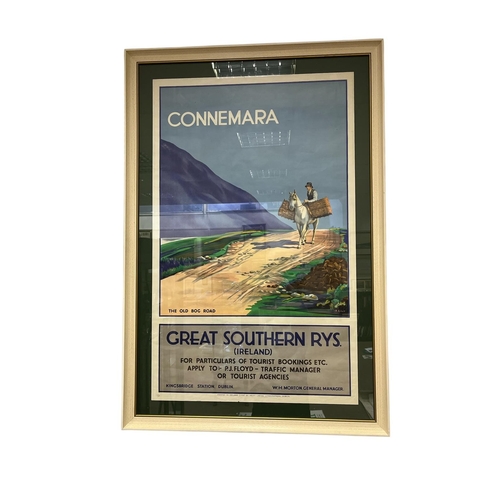 CONNEMARA
THE OLD BOG ROAD
GREAT SOUTHERN RYS.
(IRELAND)
FOR PARTICULARS OF TOURIST BOOKINGS ETC.
APPLY TO:- P.J.FLOYD - TRAFFIC MANAGER
OR TOURIST AGENCIES
KINGSBRIDGE STATION, DUBLIN.
W.H MORTON GENERAL MANAGER